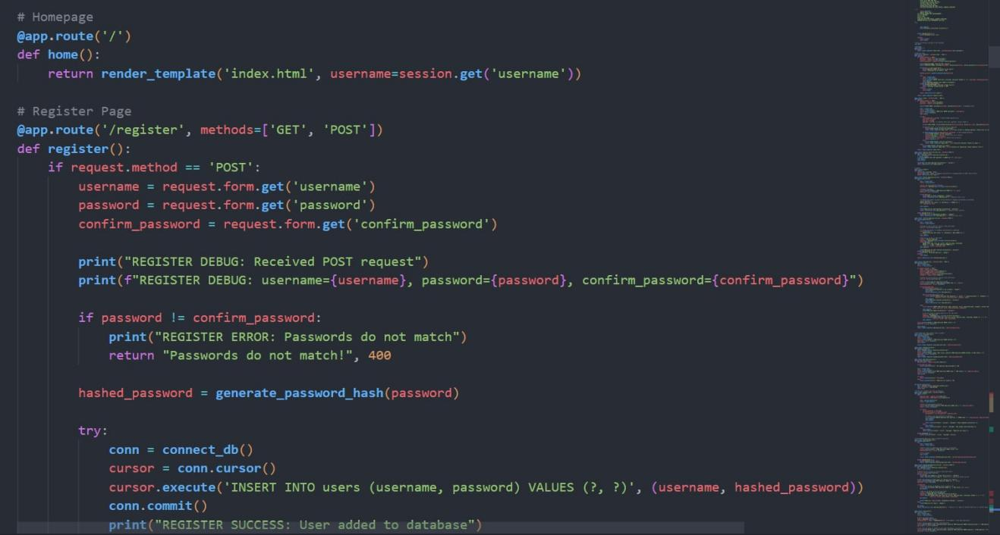 # Homepage
@app.route('/')
def home():
    return render_template('index.html', username=session.get('username'))

# Register Page
@app.route('/register', methods=['GET', 'POST'])
def register():
    if request.method == 'POST':
        username = request.form.get('username')
        password = request.form.get('password')
        confirm_password = request.form.get('confirm_password')

        print("REGISTER DEBUG: Received POST request")
        print(f"REGISTER DEBUG: username={username}, password={password}, confirm_password={confirm_password}")

        if password != confirm_password:
            print("REGISTER ERROR: Passwords do not match")
            return "Passwords do not match!", 400

        hashed_password = generate_password_hash(password)

        try:
            conn = connect_db()
            cursor = conn.cursor()
            cursor.execute('INSERT INTO users (username, password) VALUES (?, ?)', (username, hashed_password))
            conn.commit()
            print("REGISTER SUCCESS: User added to database")